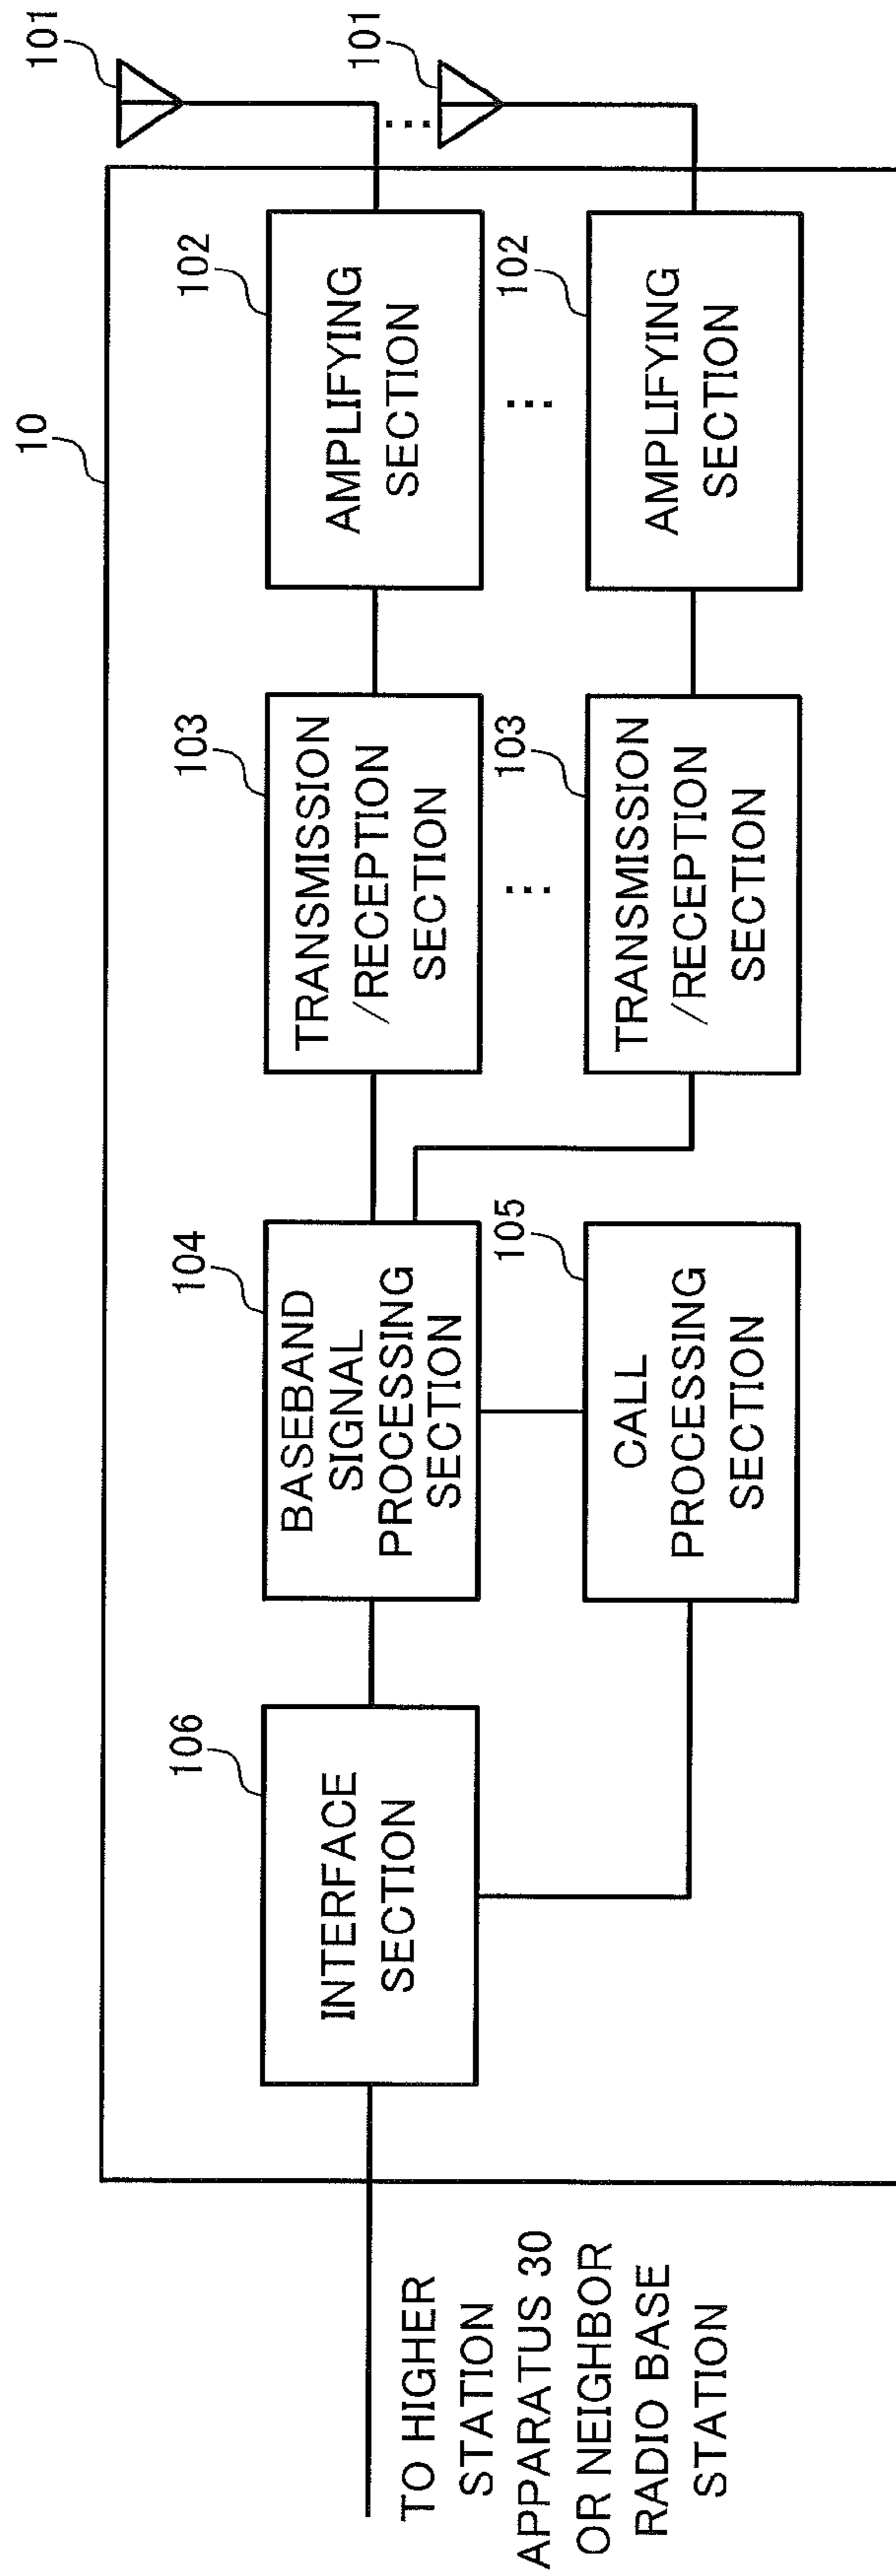 10
101
101
102
AMPLIFYING
SECTION
102
AMPLIFYING
SECTION
103
TRANSMISSION
/RECEPTION
SECTION
103
TRANSMISSION
/RECEPTION
SECTION
104
BASEBAND
SIGNAL
PROCESSING
SECTION
105
CALL
PROCESSING
SECTION
106
INTERFACE
SECTION
TO HIGHER
STATION
APPARATUS 30
OR NEIGHBOR
RADIO BASE
STATION